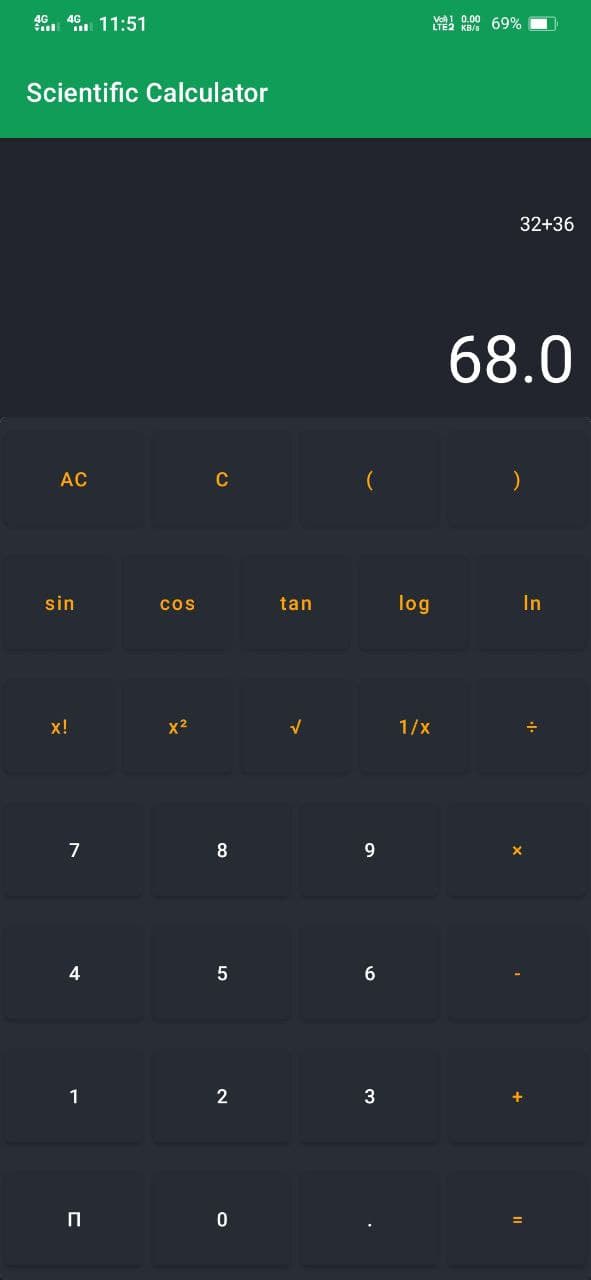 4G 4G 11:51 Vo) 1 LTE2 0.00 KB/s 69%
Scientific Calculator
32+36
68.0
AC C ( )
sin cos tan log ln
x! x² √ 1/x ÷
7 8 9 ×
4 5 6 -
1 2 3 +
П 0 . =